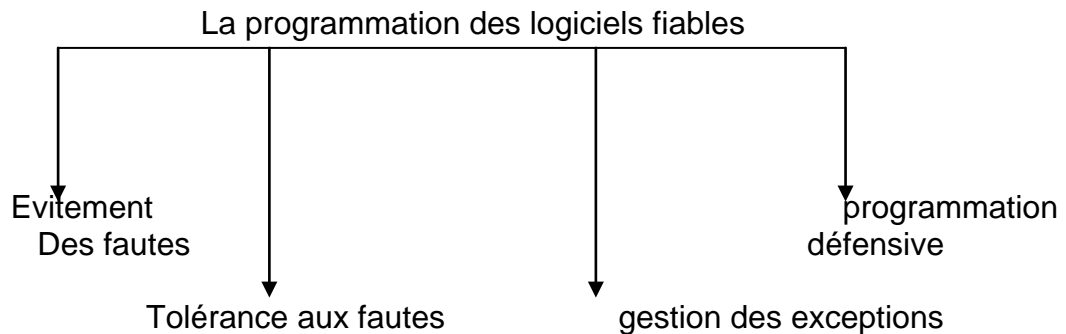 La programmation des logiciels fiables
Evitement
Des fautes
programmation
défensive
Tolérance aux fautes
gestion des exceptions